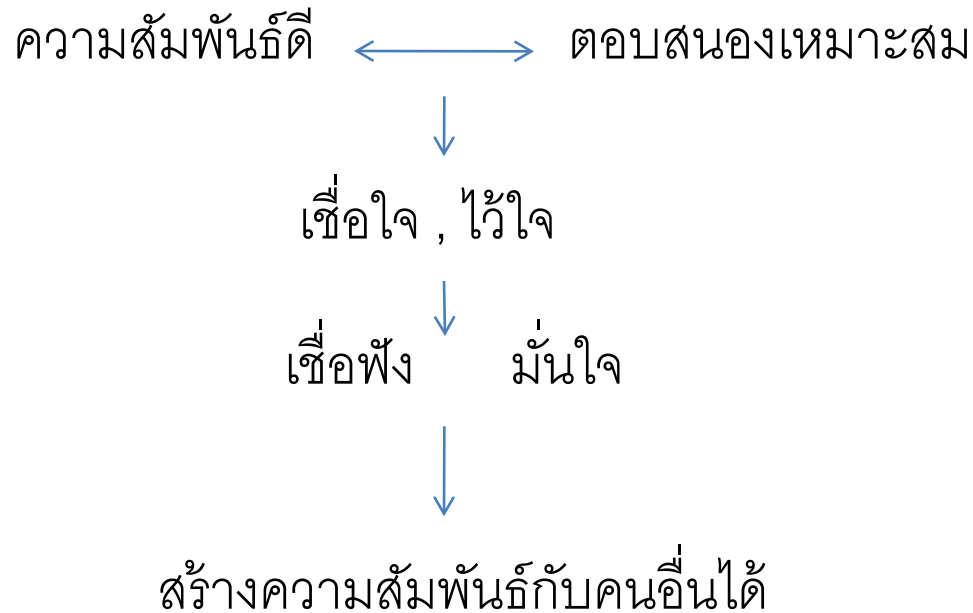 ความสัมพันธ์ดี ตอบสนองเหมาะสม
เชื่อใจ , ไว้ใจ
เชื่อฟัง มั่นใจ
สร้างความสัมพันธ์กับคนอื่นได้